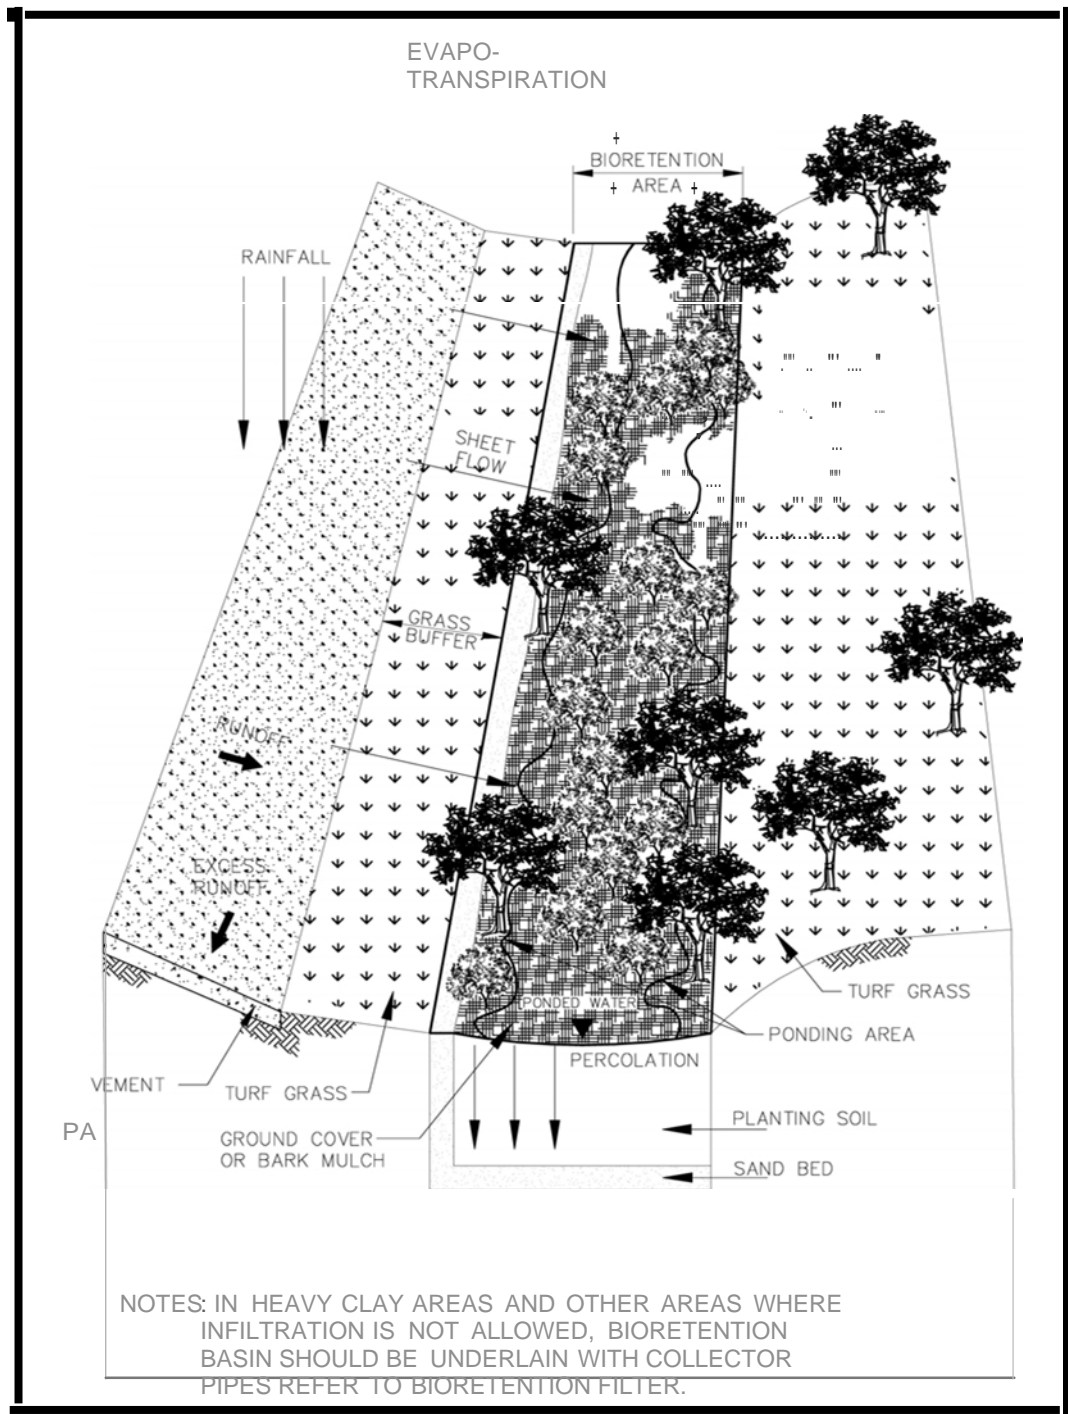 EVAPO-
TRANSPIRATION
BIORETENTION
AREA
RAINFALL
SHEET
FLOW
GRASS
BUFFER
RUNOFF
EXCESS
RUNOFF
PONDED WATER
TURF GRASS
PONDING AREA
PERCOLATION
VEMENT
TURF GRASS
PA
GROUND COVER
OR BARK MULCH
PLANTING SOIL
SAND BED
NOTES: IN HEAVY CLAY AREAS AND OTHER AREAS WHERE
INFILTRATION IS NOT ALLOWED, BIORETENTION
BASIN SHOULD BE UNDERLAIN WITH COLLECTOR
PIPES REFER TO BIORETENTION FILTER.